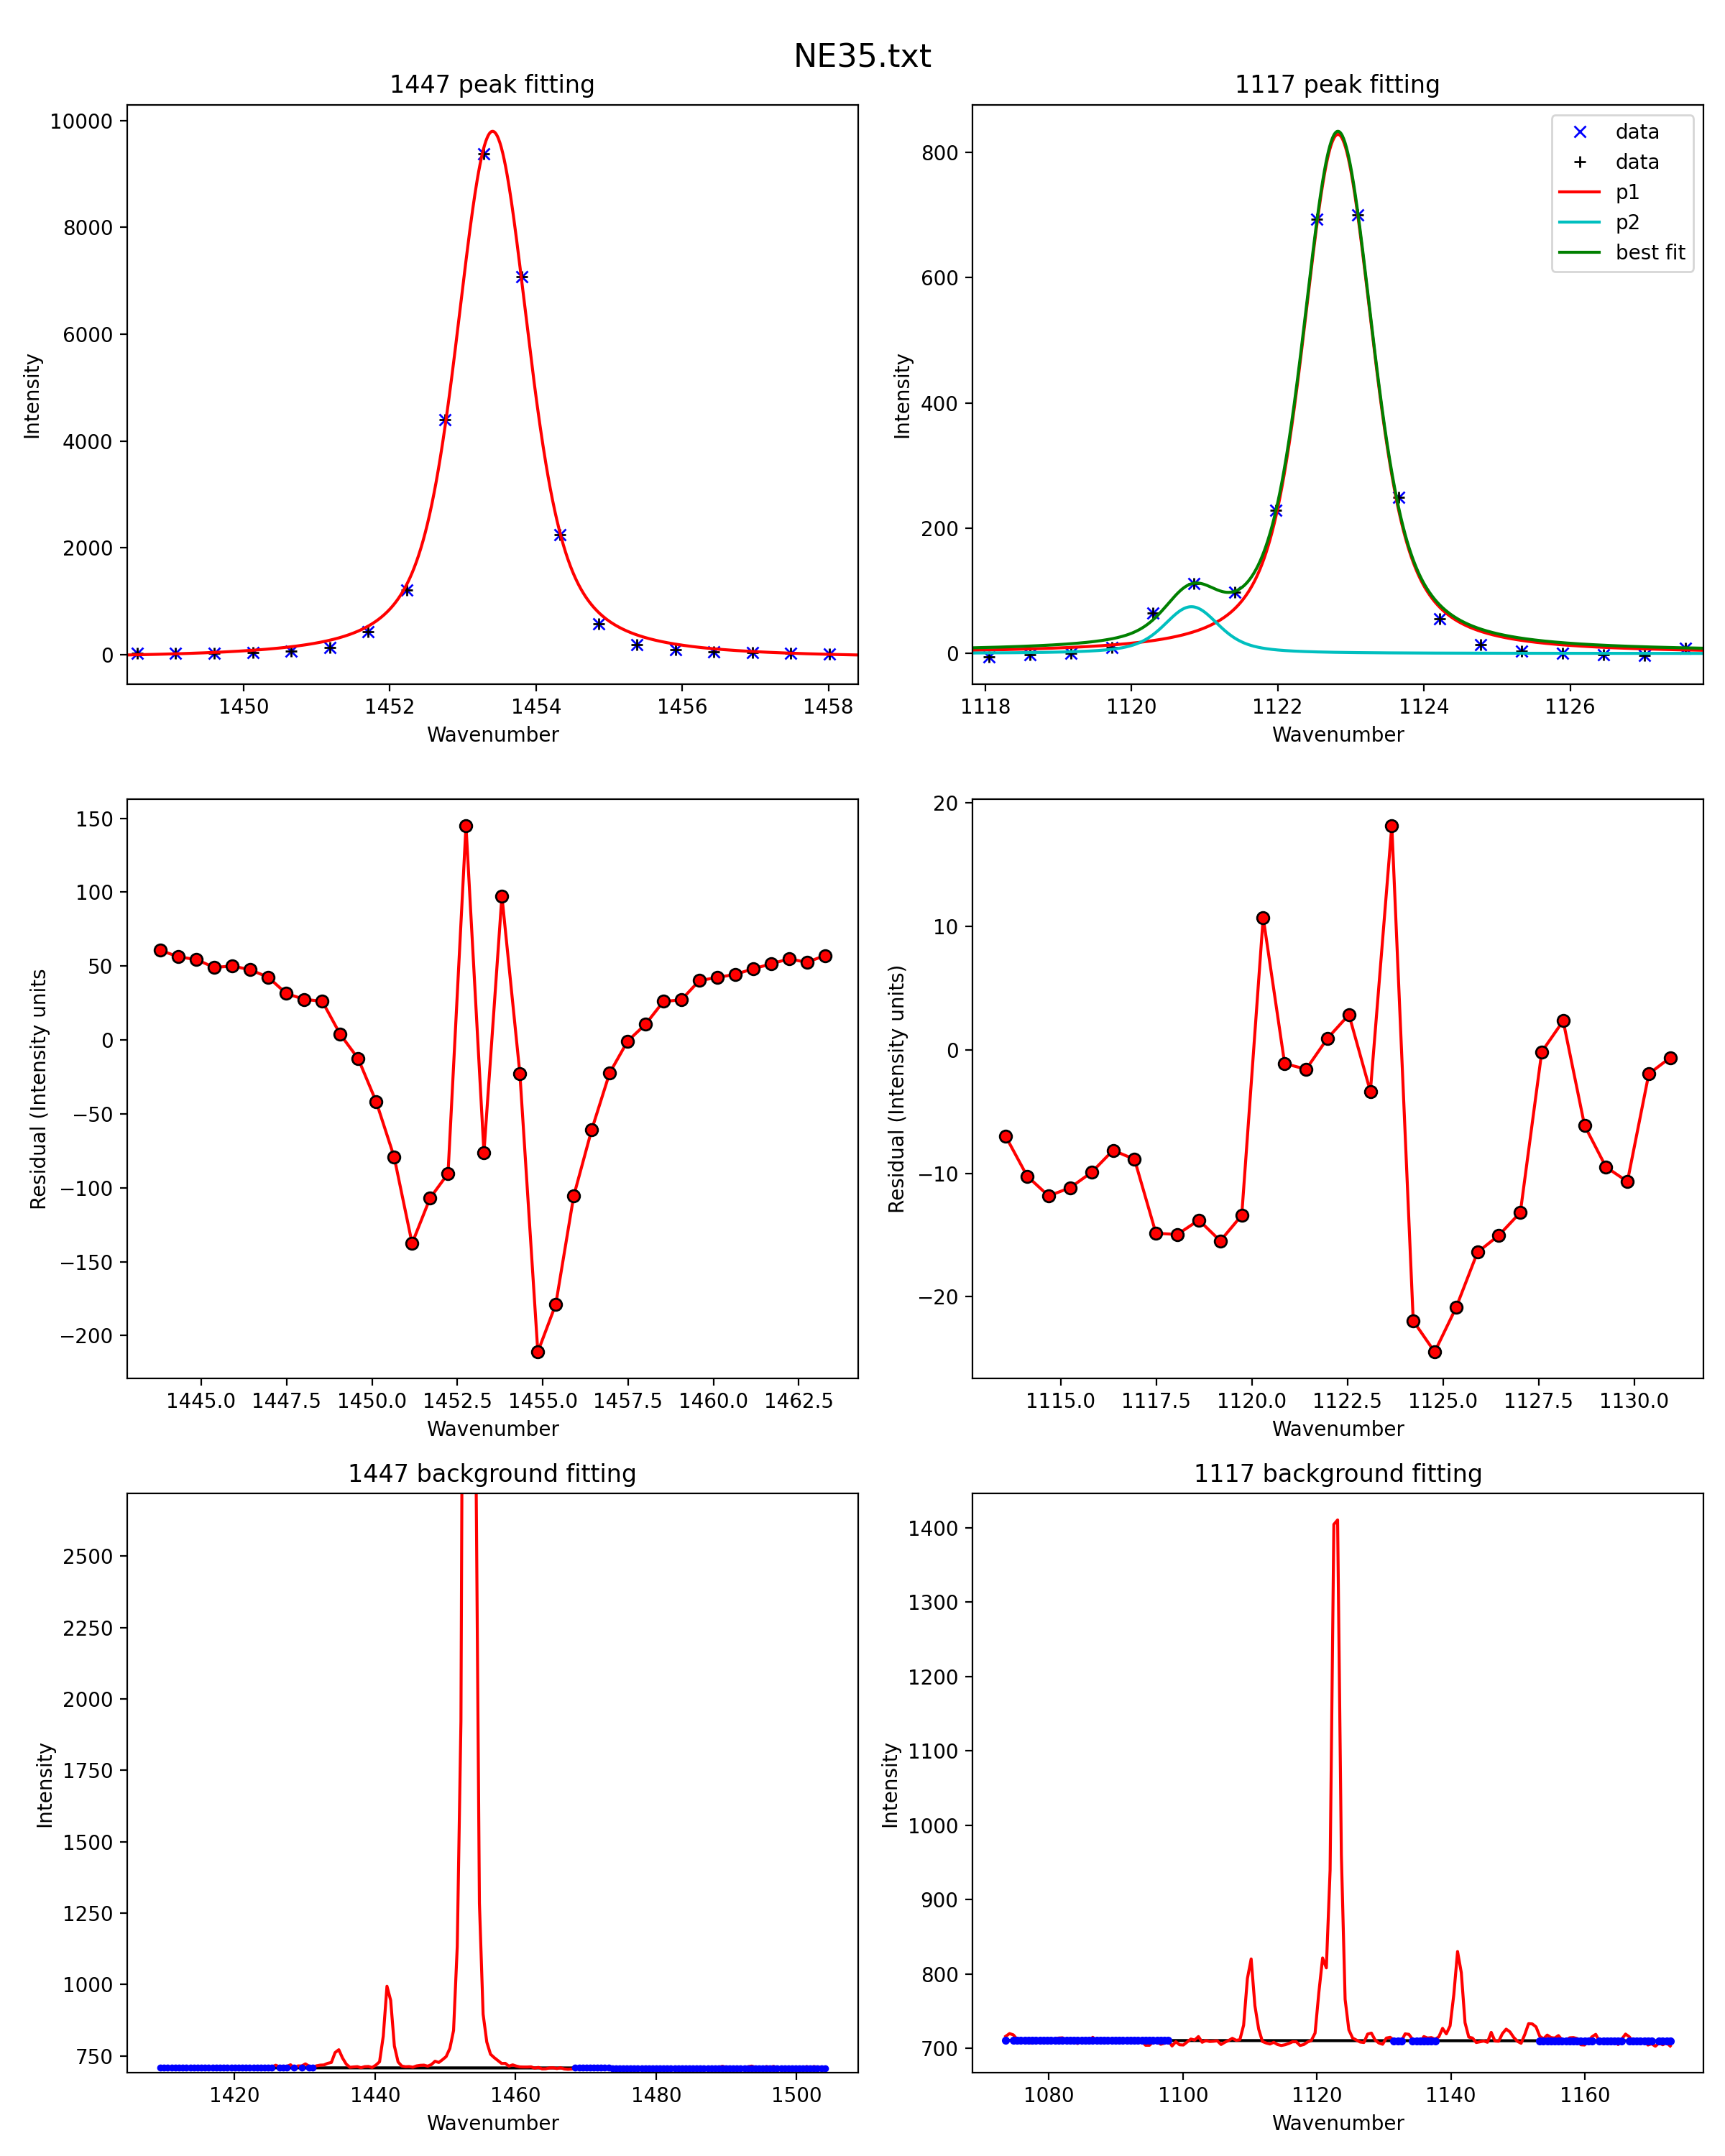 NE35.txt
1447 peak fitting
10000
8000
6000
4000
2000
0
Intensity
1450 1452 1454 1456 1458
Wavenumber
1117 peak fitting
data
data
p1
p2
best fit
800
600
400
200
0
Intensity
1118 1120 1122 1124 1126
Wavenumber
150
100
50
0
−50
−100
−150
−200
Residual (Intensity units
1445.0 1447.5 1450.0 1452.5 1455.0 1457.5 1460.0 1462.5
Wavenumber
20
10
0
−10
−20
Residual (Intensity units)
1115.0 1117.5 1120.0 1122.5 1125.0 1127.5 1130.0
Wavenumber
1447 background fitting
2500
2250
2000
1750
1500
1250
1000
750
Intensity
1420 1440 1460 1480 1500
Wavenumber
1117 background fitting
1400
1300
1200
1100
1000
900
800
700
Intensity
1080 1100 1120 1140 1160
Wavenumber